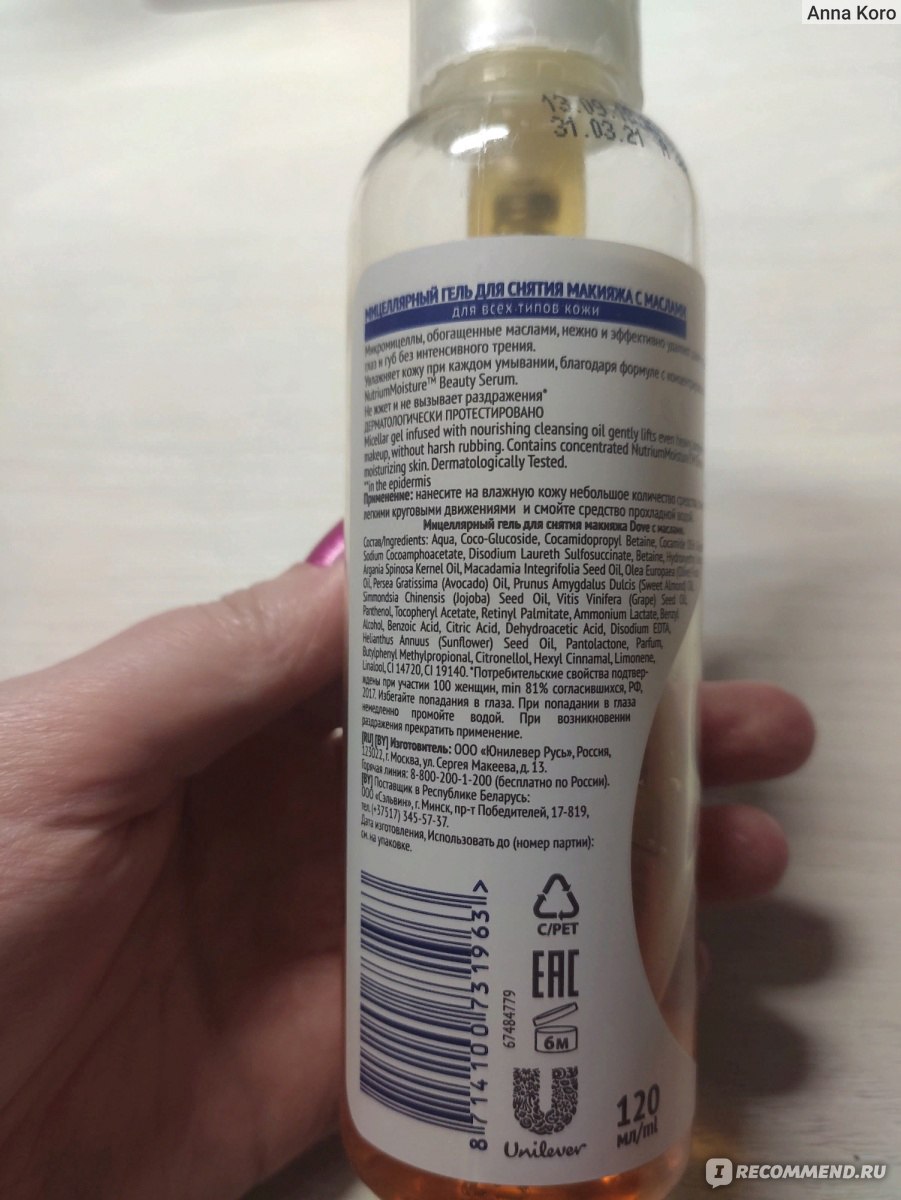 Anna Koro
31.03.21
МИЦЕЛЛЯРНЫЙ ГЕЛЬ ДЛЯ СНЯТИЯ МАКИЯЖА С МАСЛАМИ
ДЛЯ ВСЕХ ТИПОВ КОЖИ
Микромицеллы, обогащенные маслами, нежно и эффективно
глаз и губ без интенсивного трения.
Увлажняет кожу при каждом умывании, благодаря формуле с
NutriumMoisture™ Beauty Serum.
Не жжет и не вызывает раздражения*
ДЕРМАТОЛОГИЧЕСКИ ПРОТЕСТИРОВАНО
Micellar gel infused with nourishing cleansing oil gently lifts even
makeup, without harsh rubbing. Contains concentrated NutriumMoisture
moisturizing skin. Dermatologically Tested.
**in the epidermis
Применение: нанесите на влажную кожу небольшое количество
легкими круговыми движениями и смойте средство прохладной водой.
Мицеллярный гель для снятия макияжа Dove с маслами.
Состав/Ingredients: Aqua, Coco-Glucoside, Cocamidopropyl Betaine, Cocamide
Sodium Cocoamphoacetate, Disodium Laureth Sulfosuccinate, Betaine,
Argania Spinosa Kernel Oil, Macadamia Integrifolia Seed Oil, Olea Europaea (Olive) Fruit
Oil, Persea Gratissima (Avocado) Oil, Prunus Amygdalus Dulcis (Sweet Almond) Oil,
Simmondsia Chinensis (Jojoba) Seed Oil, Vitis Vinifera (Grape) Seed Oil,
Panthenol, Tocopheryl Acetate, Retinyl Palmitate, Ammonium Lactate, Benzyl
Alcohol, Benzoic Acid, Citric Acid, Dehydroacetic Acid, Disodium EDTA,
Helianthus Annuus (Sunflower) Seed Oil, Pantolactone, Parfum,
Butylphenyl Methylpropional, Citronellol, Hexyl Cinnamal, Limonene,
Linalool, CI 14720, CI 19140. *Потребительские свойства подтвер-
ждены при участии 100 женщин, min 81% согласившихся, РФ,
2017. Избегайте попадания в глаза. При попадании в глаза
немедленно промойте водой. При возникновении
раздражения прекратить применение.
[RU] [BY] Изготовитель: ООО «Юнилевер Русь», Россия,
123022, г. Москва, ул. Сергея Макеева, д. 13.
Горячая линия: 8-800-200-1-200 (бесплатно по России).
[BY] Поставщик в Республике Беларусь:
ООО «Сэльвин», г. Минск, пр-т Победителей, 17-819,
тел. (+37517) 345-57-37.
Дата изготовления, Использовать до (номер партии):
см. на упаковке.
8 714100 731963 >
C/PET
EAC
67484779
6м
Unilever
120
мл/ml
IRECOMMEND.RU